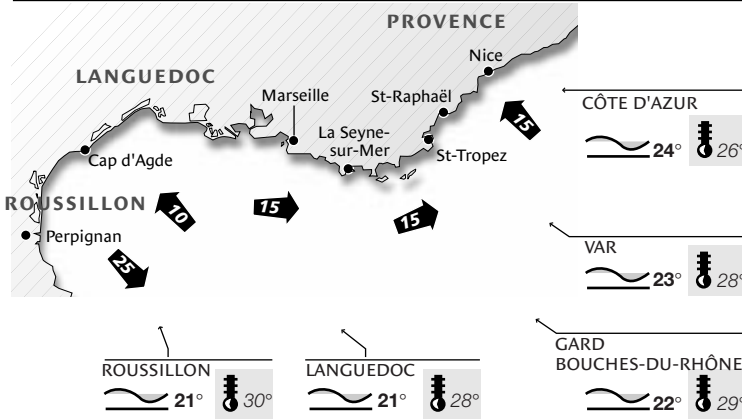 PROVENCE
Nice
LANGUEDOC
Marseille
St-Raphaël
La Seyne-
sur-Mer
St-Tropez
Cap d'Agde
ROUSSILLON
Perpignan
15
10
15
15
25
CÔTE D'AZUR
24° 26°
VAR
23° 28°
GARD
BOUCHES-DU-RHÔNE
22° 29°
ROUSSILLON
21° 30°
LANGUEDOC
21° 28°